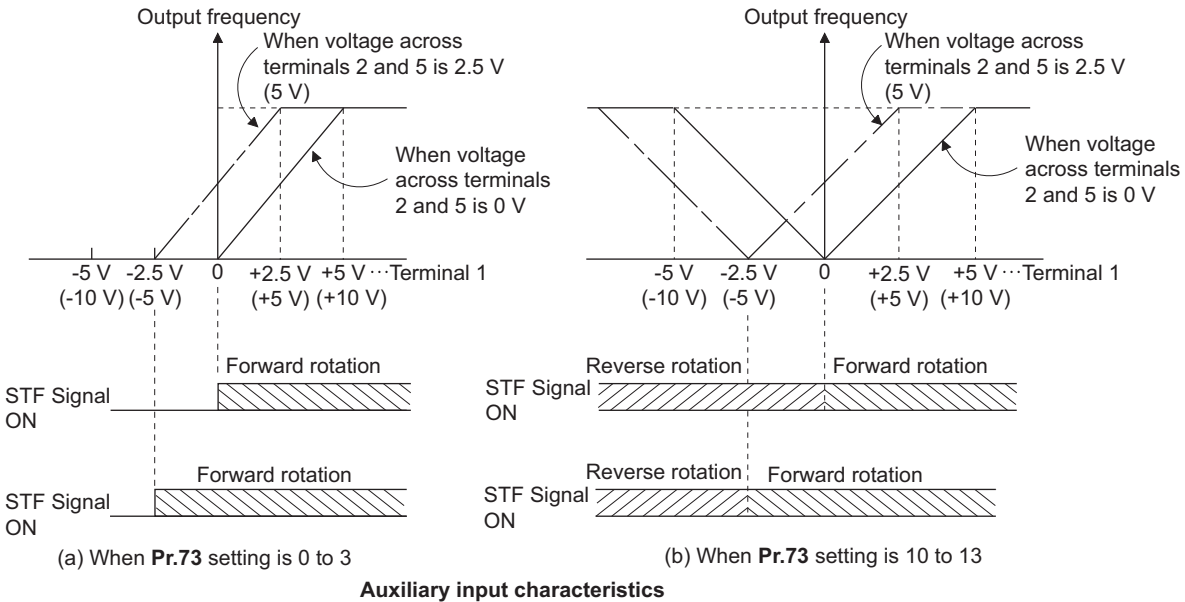 Output frequency
When voltage across
terminals 2 and 5 is 2.5 V
(5 V)
When voltage
across terminals
2 and 5 is 0 V
-5 V -2.5 V 0 +2.5 V +5 V ···Terminal 1
(-10 V) (-5 V) (+5 V) (+10 V)
Forward rotation
STF Signal
ON
Forward rotation
STF Signal
ON
(a) When Pr.73 setting is 0 to 3
Output frequency
When voltage across
terminals 2 and 5 is 2.5 V
(5 V)
When voltage
across terminals
2 and 5 is 0 V
-5 V -2.5 V 0 +2.5 V +5 V ···Terminal 1
(-10 V) (-5 V) (+5 V) (+10 V)
Reverse rotation Forward rotation
STF Signal
ON
Reverse rotation Forward rotation
STF Signal
ON
(b) When Pr.73 setting is 10 to 13
Auxiliary input characteristics